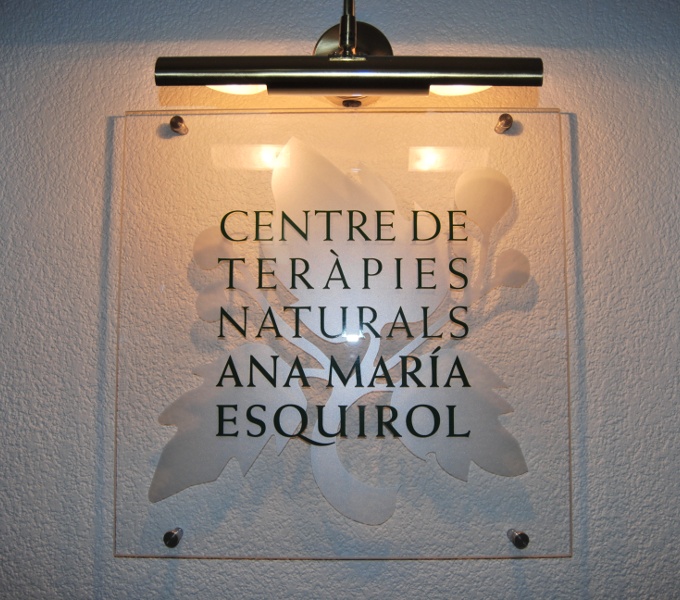 CENTRE DE
TERÀPIES
NATURALS
ANA MARÍA
ESQUIROL